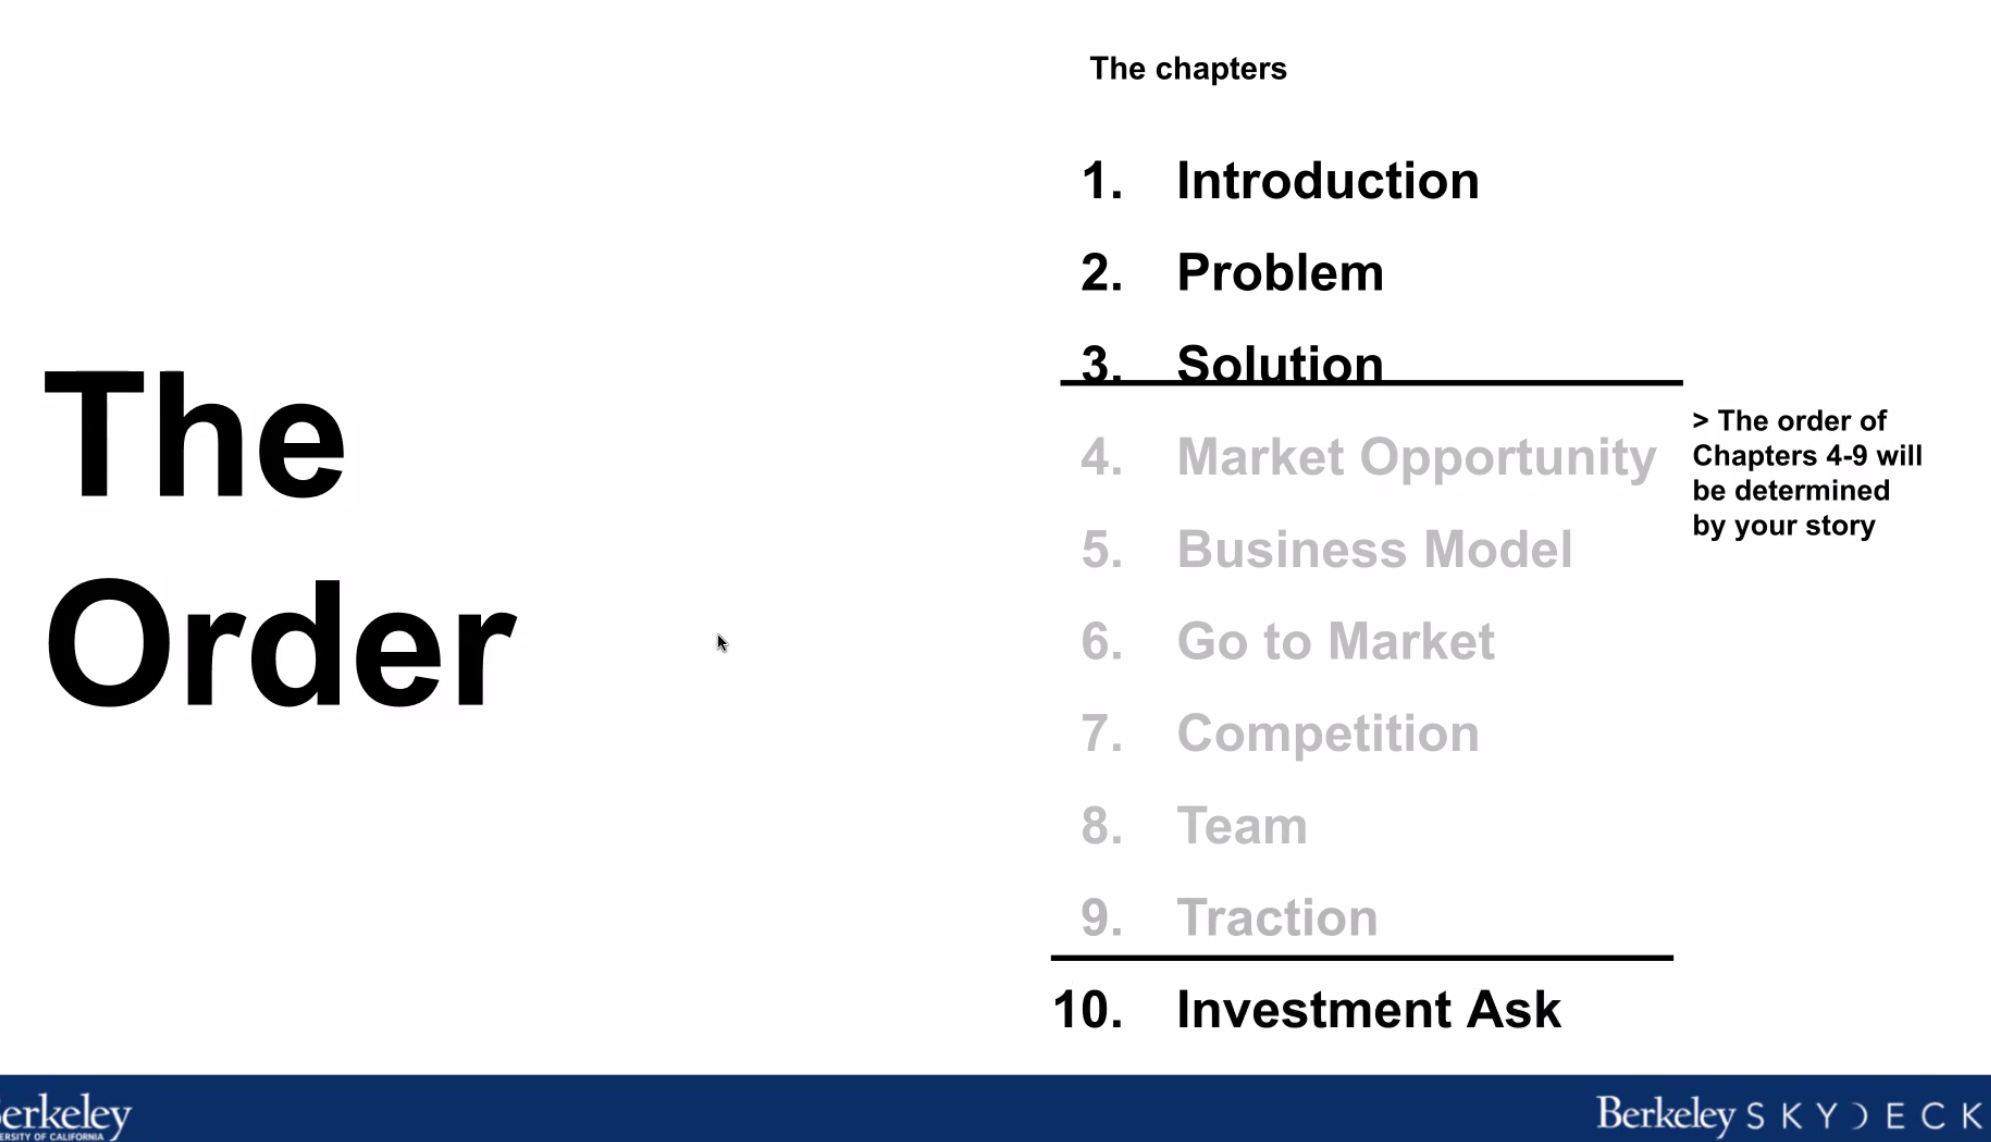 The
Order
The chapters
1. Introduction
2. Problem
3. Solution
4. Market Opportunity
5. Business Model
6. Go to Market
7. Competition
8. Team
9. Traction
10. Investment Ask
> The order of
Chapters 4-9 will
be determined
by your story
erkeley
ERSITY OF CALIFORNIA
Berkeley SKYDECK